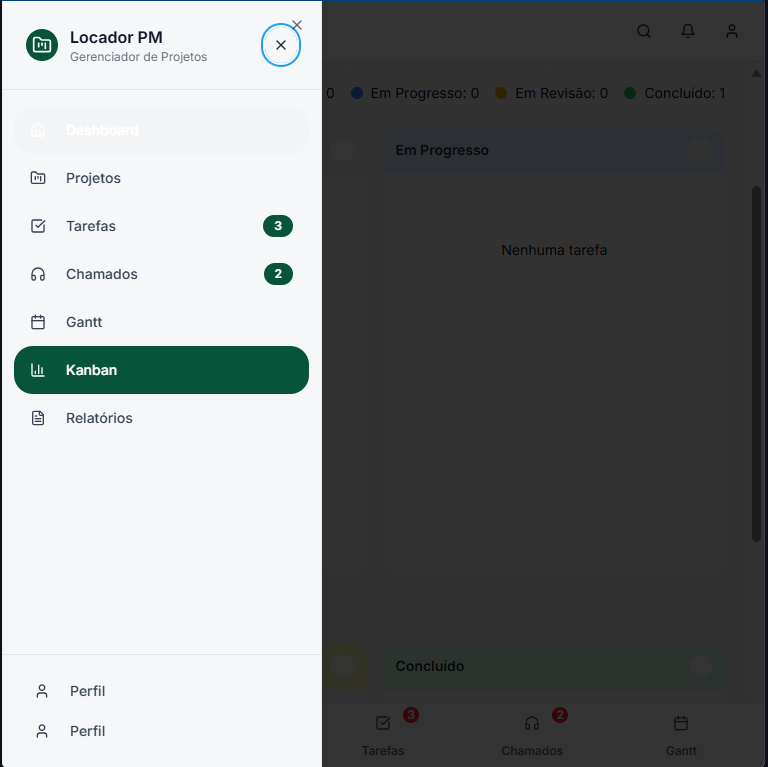 Locador PM
Gerenciador de Projetos
Dashboard
Projetos
Tarefas 3
Chamados 2
Gantt
Kanban
Relatórios
Perfil
Perfil
0 Em Progresso: 0 Em Revisão: 0 Concluído: 1
Em Progresso
Nenhuma tarefa
Concluído
3 2
Tarefas Chamados Gantt